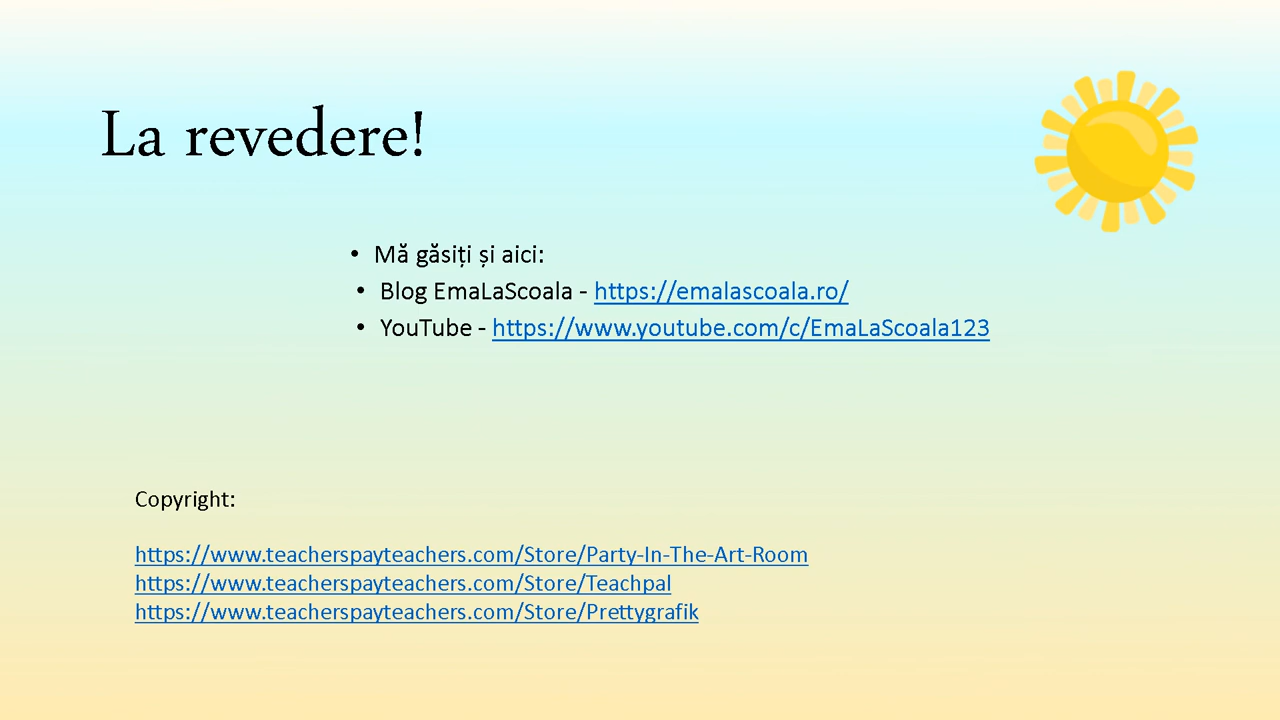 La revedere!
• Mă găsiți și aici:
• Blog EmaLaScoala - https://emalascoala.ro/
• YouTube - https://www.youtube.com/c/EmaLaScoala123
Copyright:
https://www.teacherspayteachers.com/Store/Party-In-The-Art-Room
https://www.teacherspayteachers.com/Store/Teachpal
https://www.teacherspayteachers.com/Store/Prettygrafik